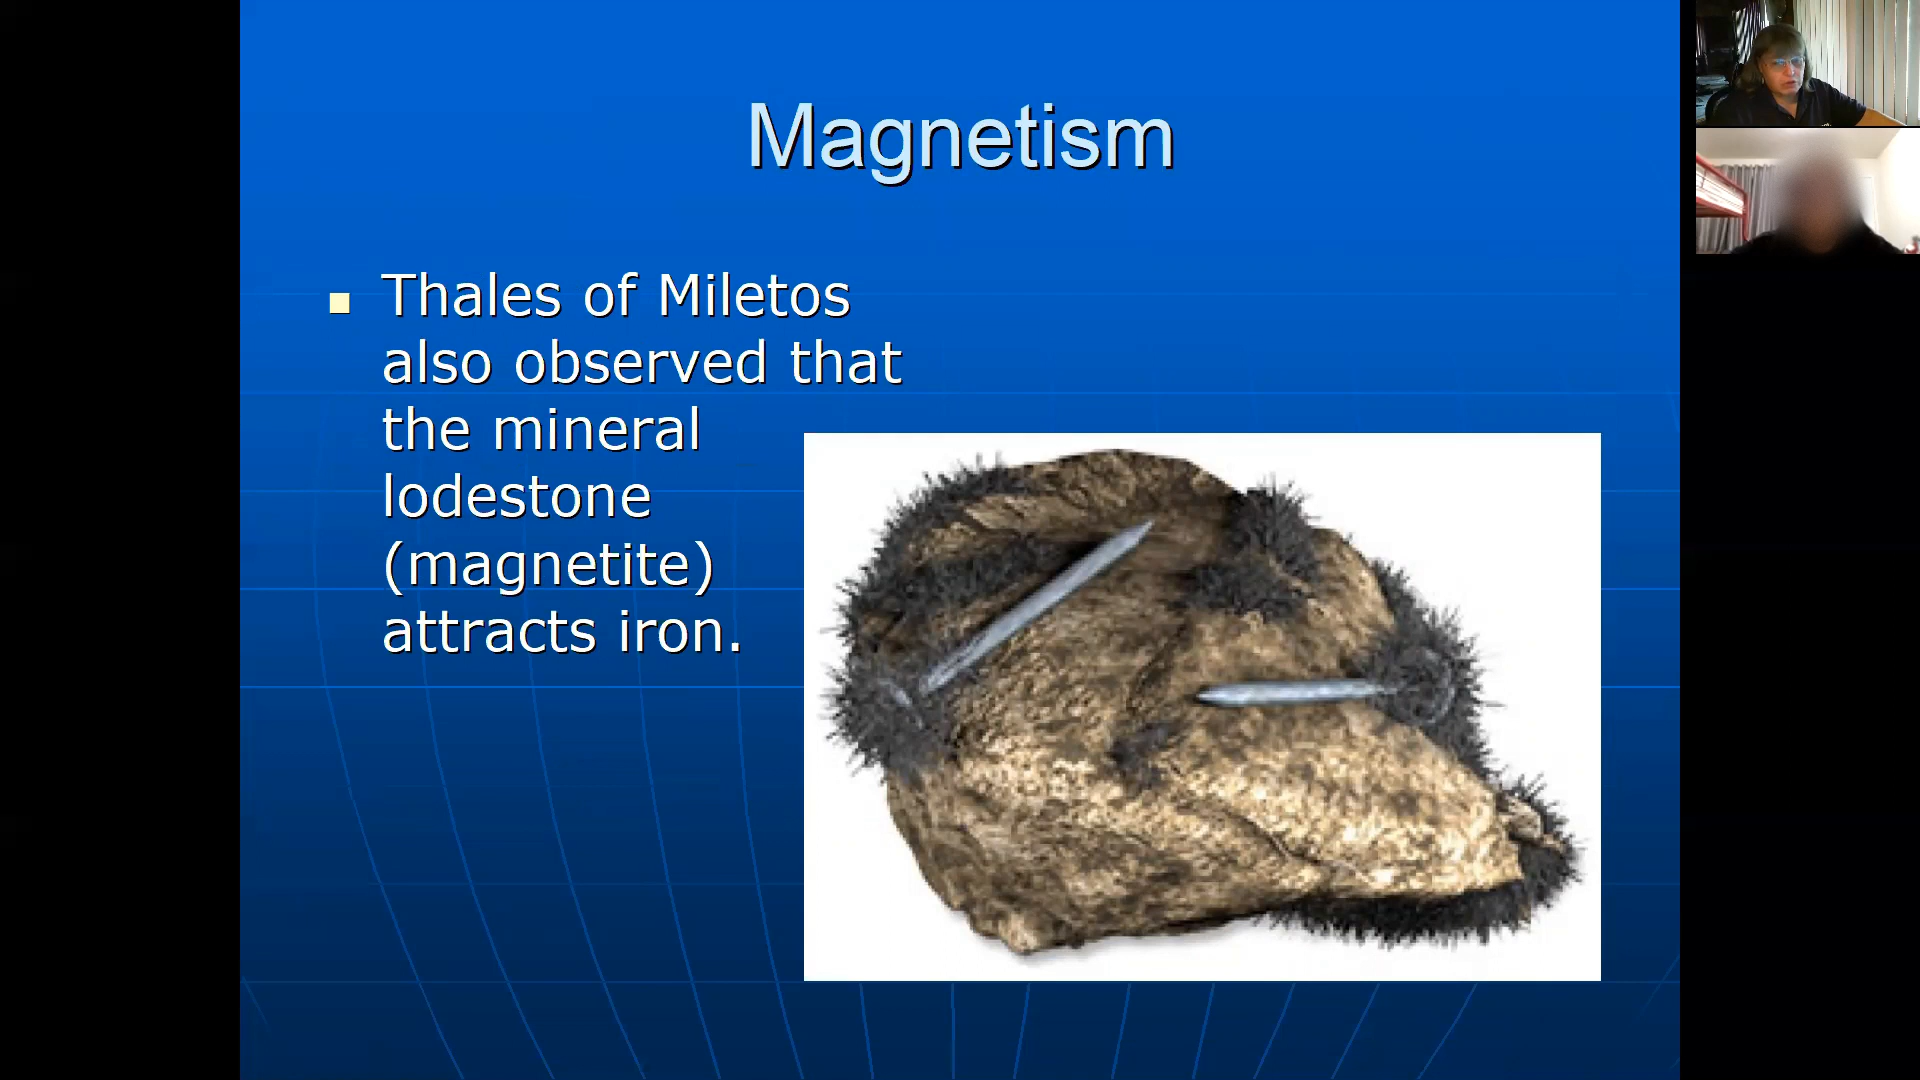 Magnetism
Thales of Miletos
also observed that
the mineral
lodestone
(magnetite)
attracts iron.